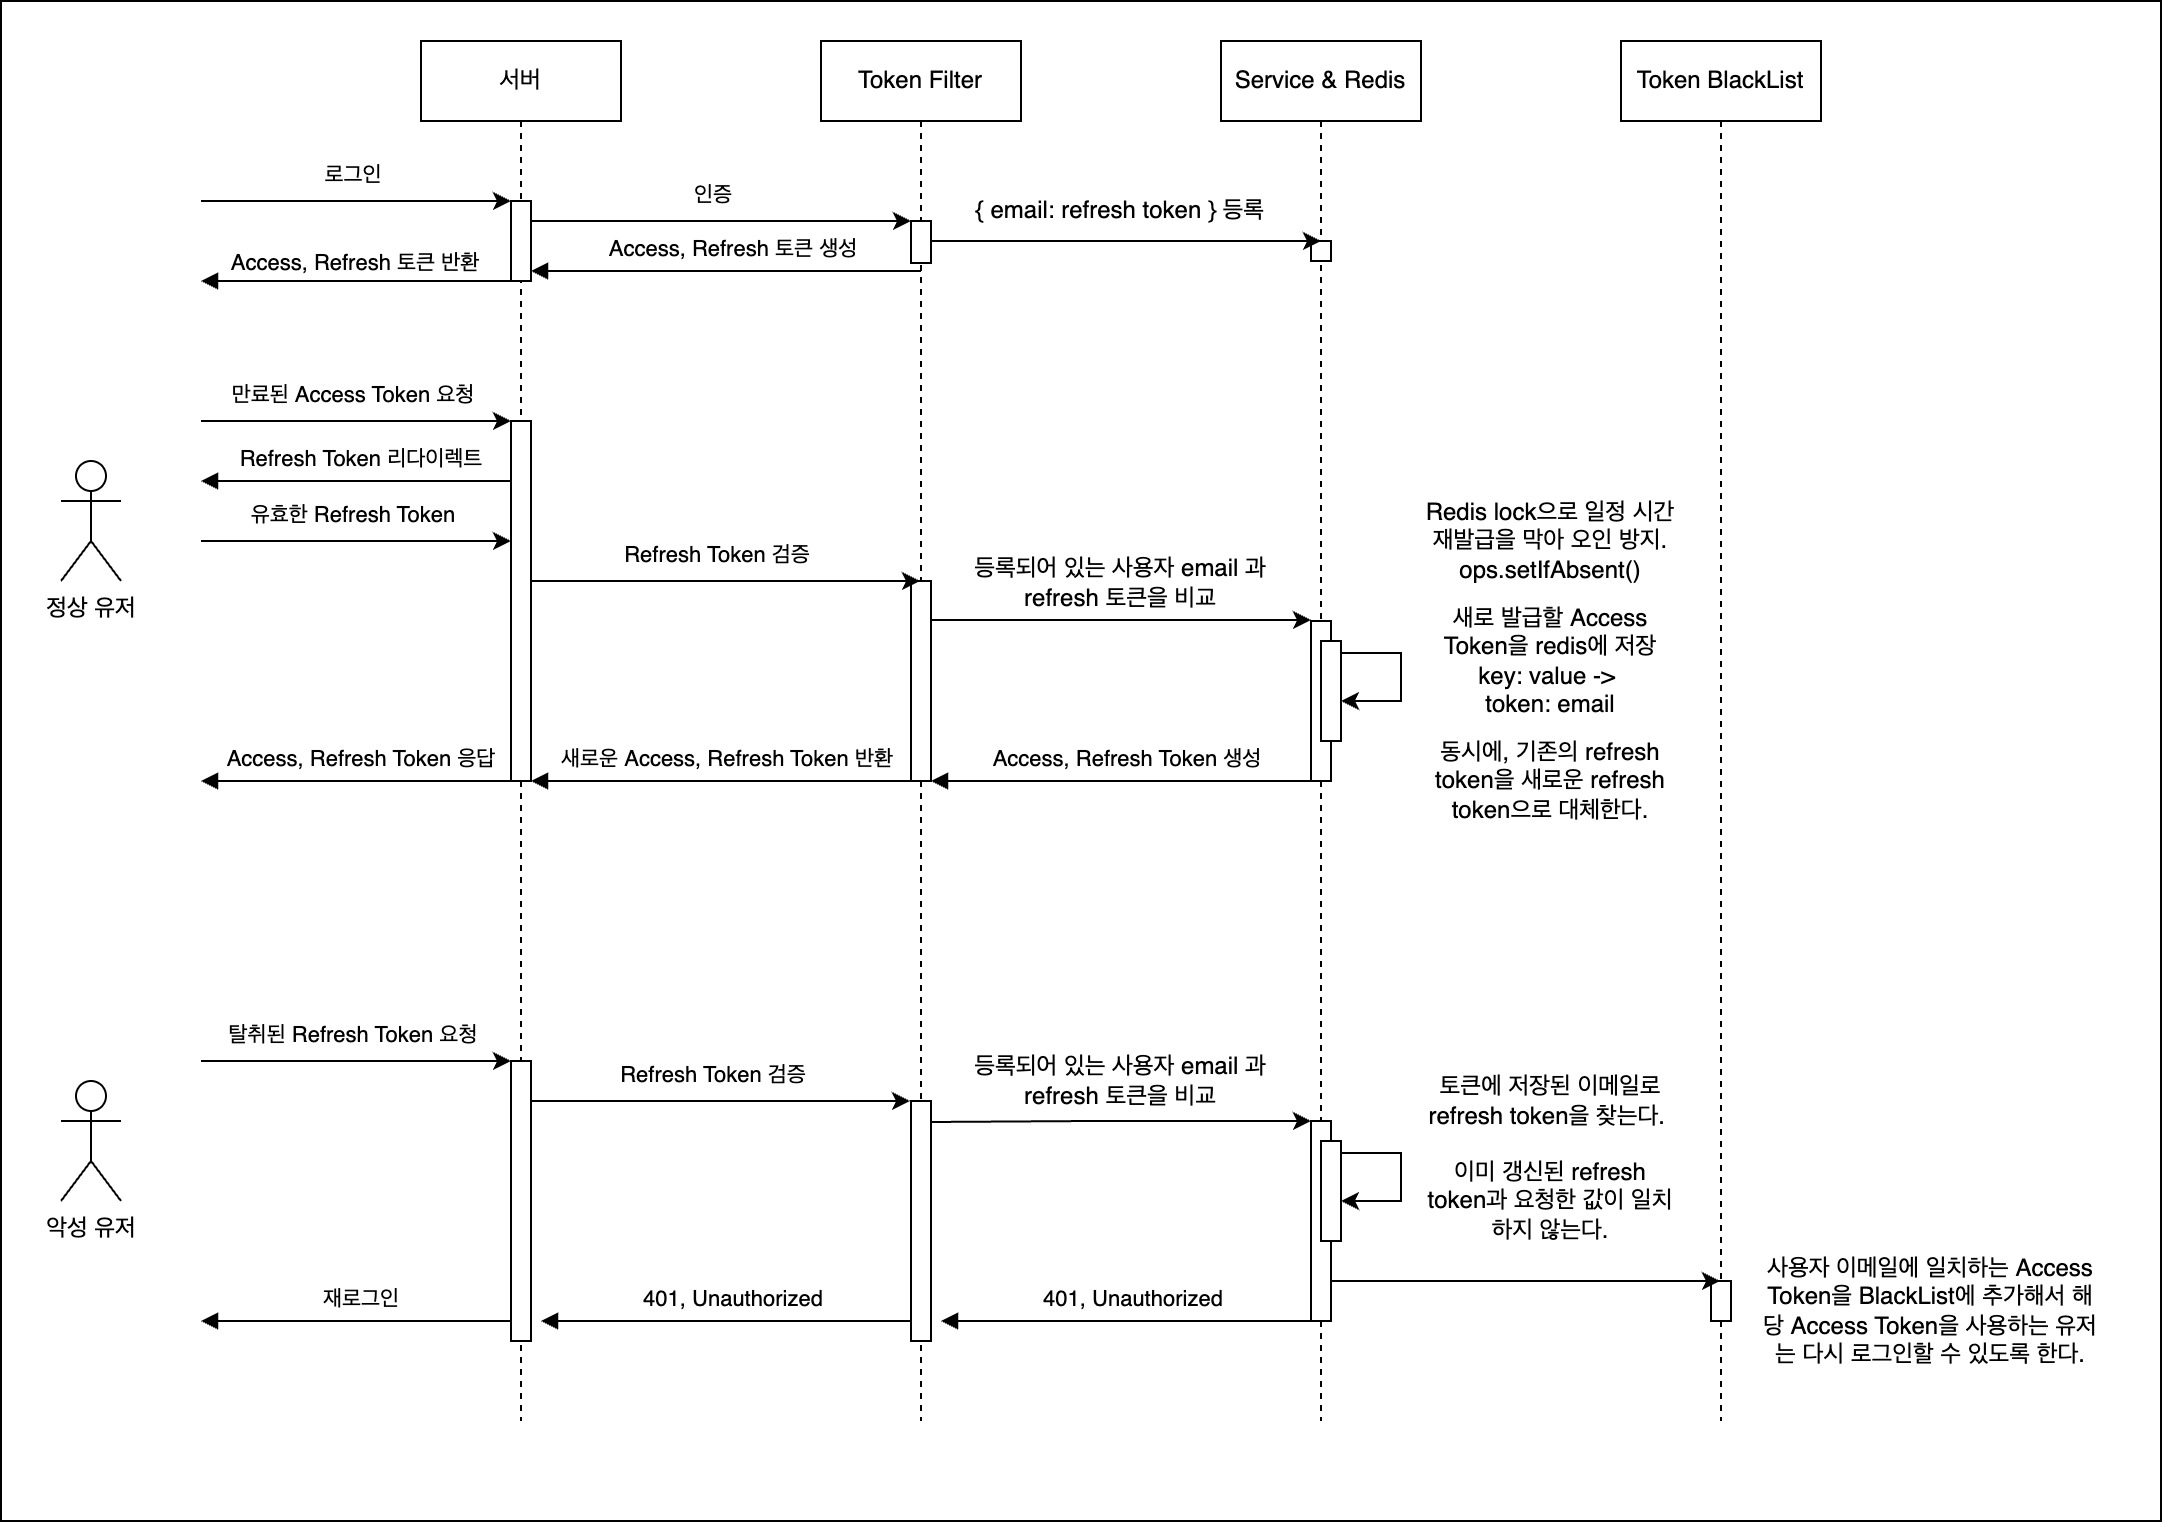 서버
Token Filter
Service & Redis
Token BlackList
로그인
인증
{ email: refresh token } 등록
Access, Refresh 토큰 생성
Access, Refresh 토큰 반환
만료된 Access Token 요청
Refresh Token 리다이렉트
유효한 Refresh Token
정상 유저
Refresh Token 검증
등록되어 있는 사용자 email 과
refresh 토큰을 비교
Redis lock으로 일정 시간
재발급을 막아 오인 방지.
ops.setIfAbsent()
새로 발급할 Access
Token을 redis에 저장
key: value ->
token: email
동시에, 기존의 refresh
token을 새로운 refresh
token으로 대체한다.
Access, Refresh Token 응답
새로운 Access, Refresh Token 반환
Access, Refresh Token 생성
탈취된 Refresh Token 요청
Refresh Token 검증
등록되어 있는 사용자 email 과
refresh 토큰을 비교
토큰에 저장된 이메일로
refresh token을 찾는다.
이미 갱신된 refresh
token과 요청한 값이 일치
하지 않는다.
악성 유저
재로그인
401, Unauthorized
401, Unauthorized
사용자 이메일에 일치하는 Access
Token을 BlackList에 추가해서 해
당 Access Token을 사용하는 유저
는 다시 로그인할 수 있도록 한다.